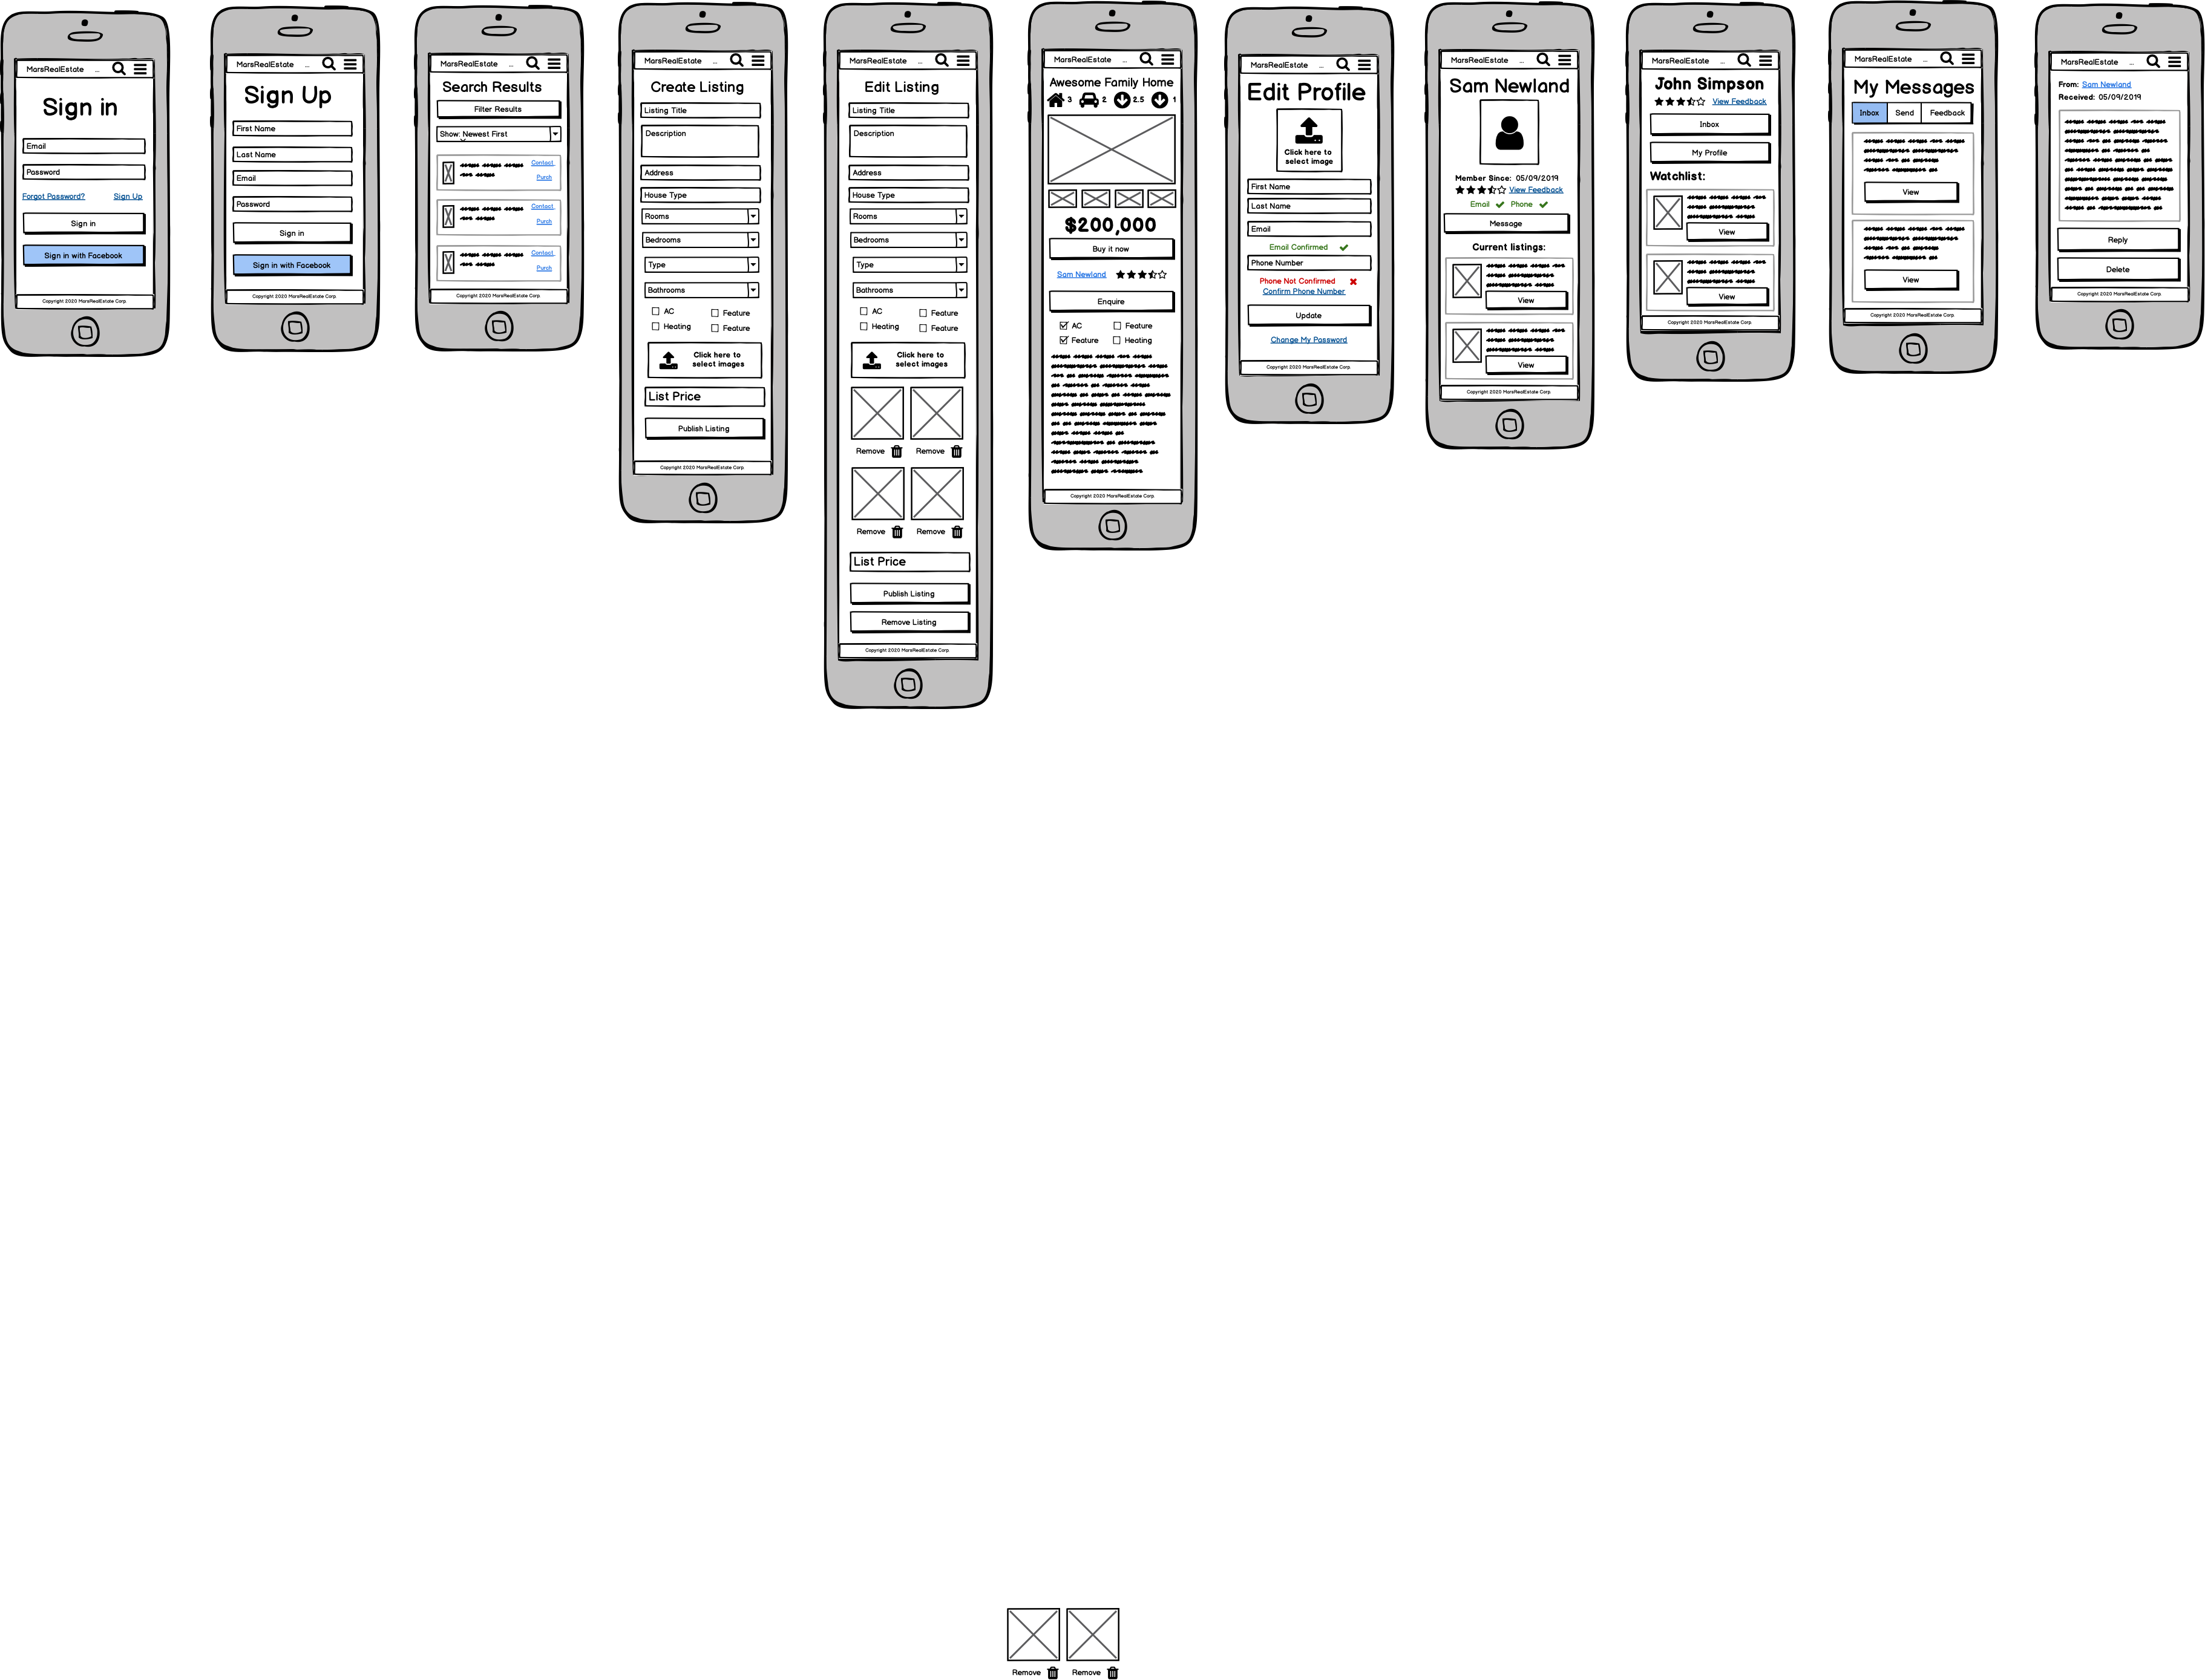 MarsRealEstate ...
Sign in
Email
Password
Forgot Password? Sign Up
Sign in
Sign in with Facebook
Copyright 2020 MarsRealEstate Corp
MarsRealEstate ...
Sign Up
First Name
Last Name
Email
Password
Sign in
Sign in with Facebook
Copyright 2020 MarsRealEstate Corp
MarsRealEstate ...
Search Results
Filter Results
Show: Newest First
Contact
Purch
Contact
Purch
Contact
Purch
Copyright 2020 MarsRealEstate Corp
MarsRealEstate ...
Create Listing
Listing Title
Description
Address
House Type
Rooms
Bedrooms
Type
Bathrooms
AC Feature
Heating Feature
Click here to
select images
List Price
Publish Listing
Copyright 2020 MarsRealEstate Corp
MarsRealEstate ...
Edit Listing
Listing Title
Description
Address
House Type
Rooms
Bedrooms
Type
Bathrooms
AC Feature
Heating Feature
Click here to
select images
Remove Remove
Remove Remove
List Price
Publish Listing
Remove Listing
Copyright 2020 MarsRealEstate Corp
MarsRealEstate ...
Awesome Family Home
3 2 2.5 1
$200,000
Buy it now
Sam Newland
Enquire
AC Feature
Feature Heating
Copyright 2020 MarsRealEstate Corp
MarsRealEstate ...
Edit Profile
Click here to
select image
First Name
Last Name
Email
Email Confirmed
Phone Number
Phone Not Confirmed
Confirm Phone Number
Update
Change My Password
Copyright 2020 MarsRealEstate Corp
MarsRealEstate ...
Sam Newland
Member Since: 05/09/2019
View Feedback
Email Phone
Message
Current listings:
View
View
Copyright 2020 MarsRealEstate Corp
MarsRealEstate ...
John Simpson
View Feedback
Inbox
My Profile
Watchlist:
View
View
Copyright 2020 MarsRealEstate Corp
MarsRealEstate ...
My Messages
Inbox Send Feedback
View
View
Copyright 2020 MarsRealEstate Corp
MarsRealEstate ...
From: Sam Newland
Received: 05/09/2019
Reply
Delete
Copyright 2020 MarsRealEstate Corp
Remove Remove